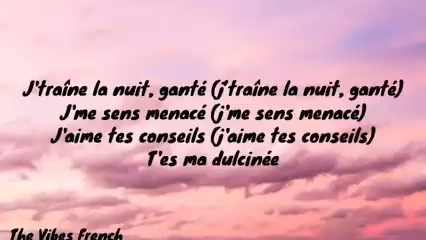 J'traîne la nuit, ganté (j'traîne la nuit, ganté)
J'me sens menacé (j'me sens menacé)
J'aime tes conseils (j'aime tes conseils)
T'es ma dulcinée
The Vibes French